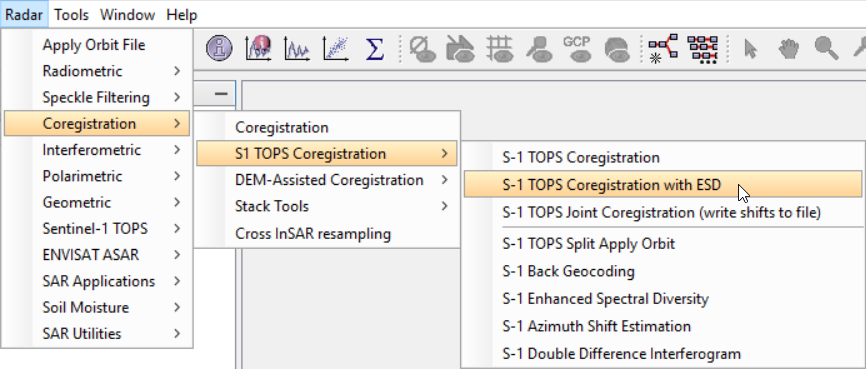 Radar Tools Window Help
Apply Orbit File
Radiometric
Speckle Filtering
Coregistration
Interferometric
Polarimetric
Geometric
Sentinel-1 TOPS
ENVISAT ASAR
SAR Applications
Soil Moisture
SAR Utilities
GCP
Coregistration
S1 TOPS Coregistration
DEM-Assisted Coregistration
Stack Tools
Cross InSAR resampling
S-1 TOPS Coregistration
S-1 TOPS Coregistration with ESD
S-1 TOPS Joint Coregistration (write shifts to file)
S-1 TOPS Split Apply Orbit
S-1 Back Geocoding
S-1 Enhanced Spectral Diversity
S-1 Azimuth Shift Estimation
S-1 Double Difference Interferogram